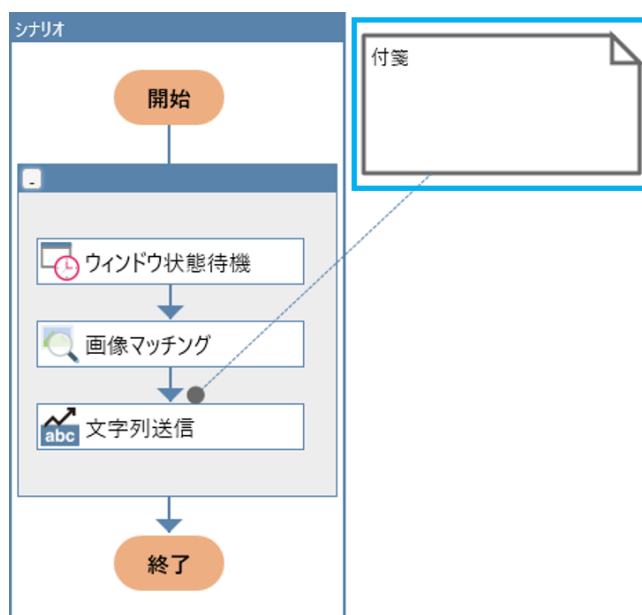 シナリオ
付箋
開始
-
ウィンドウ状態待機
画像マッチング
abc
文字列送信
終了